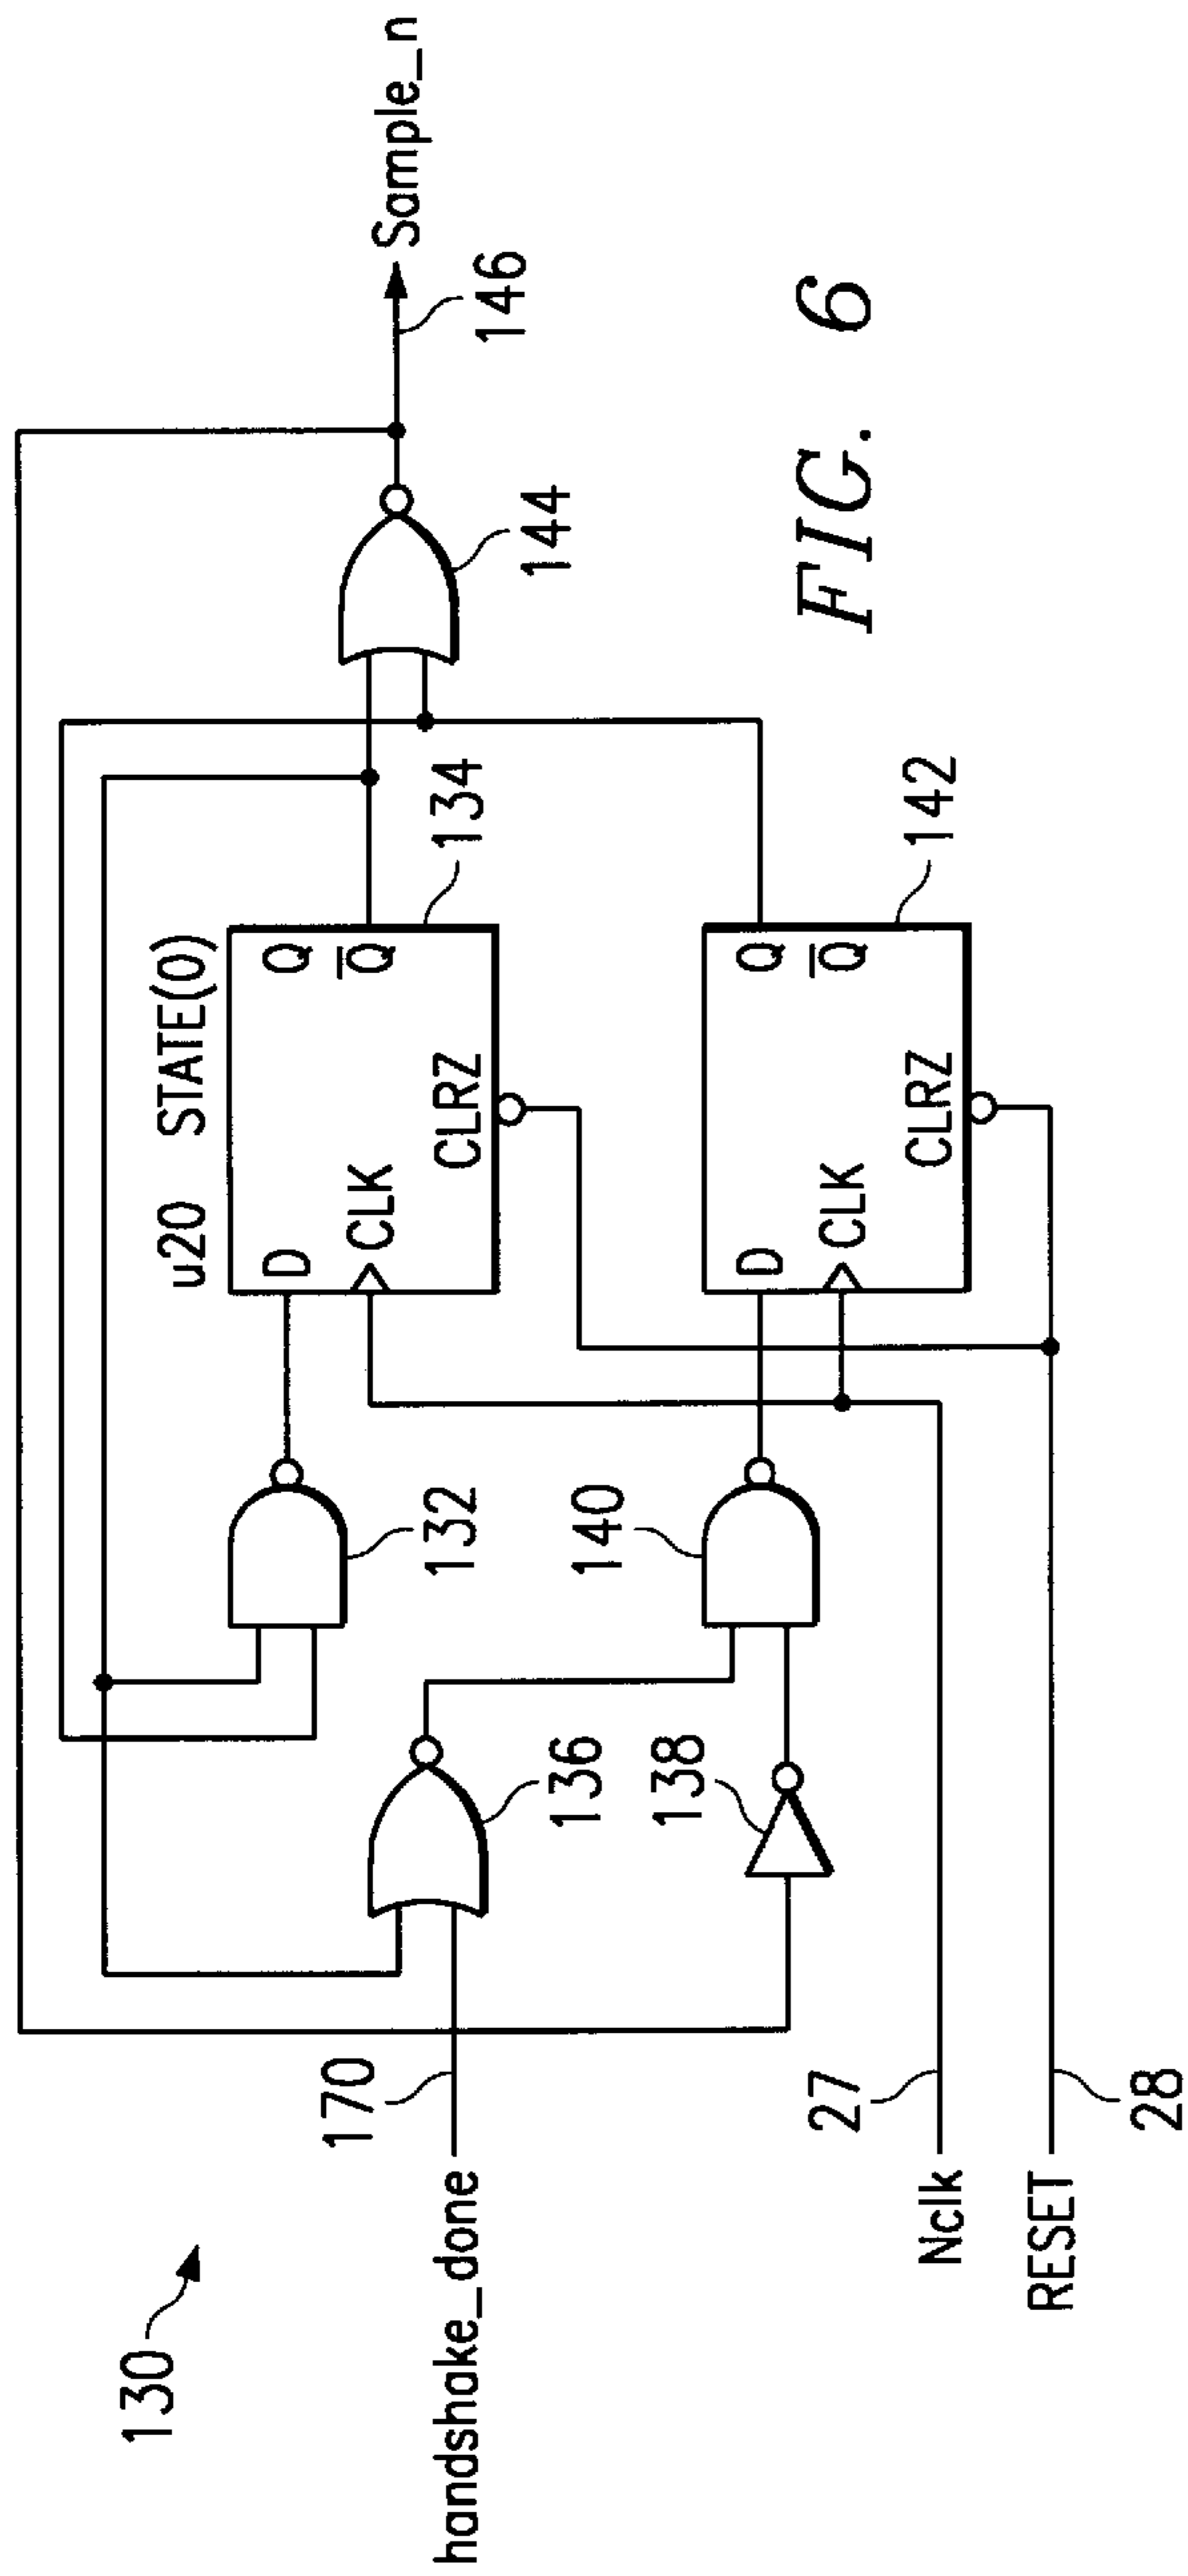 130
handshake_done
170
Nclk
27
RESET
28
136
138
132
140
u20 STATE(0)
D
Q
CLK
Q̅
CLRZ
134
D
Q
CLK
Q̅
CLRZ
142
144
146
Sample_n
FIG. 6